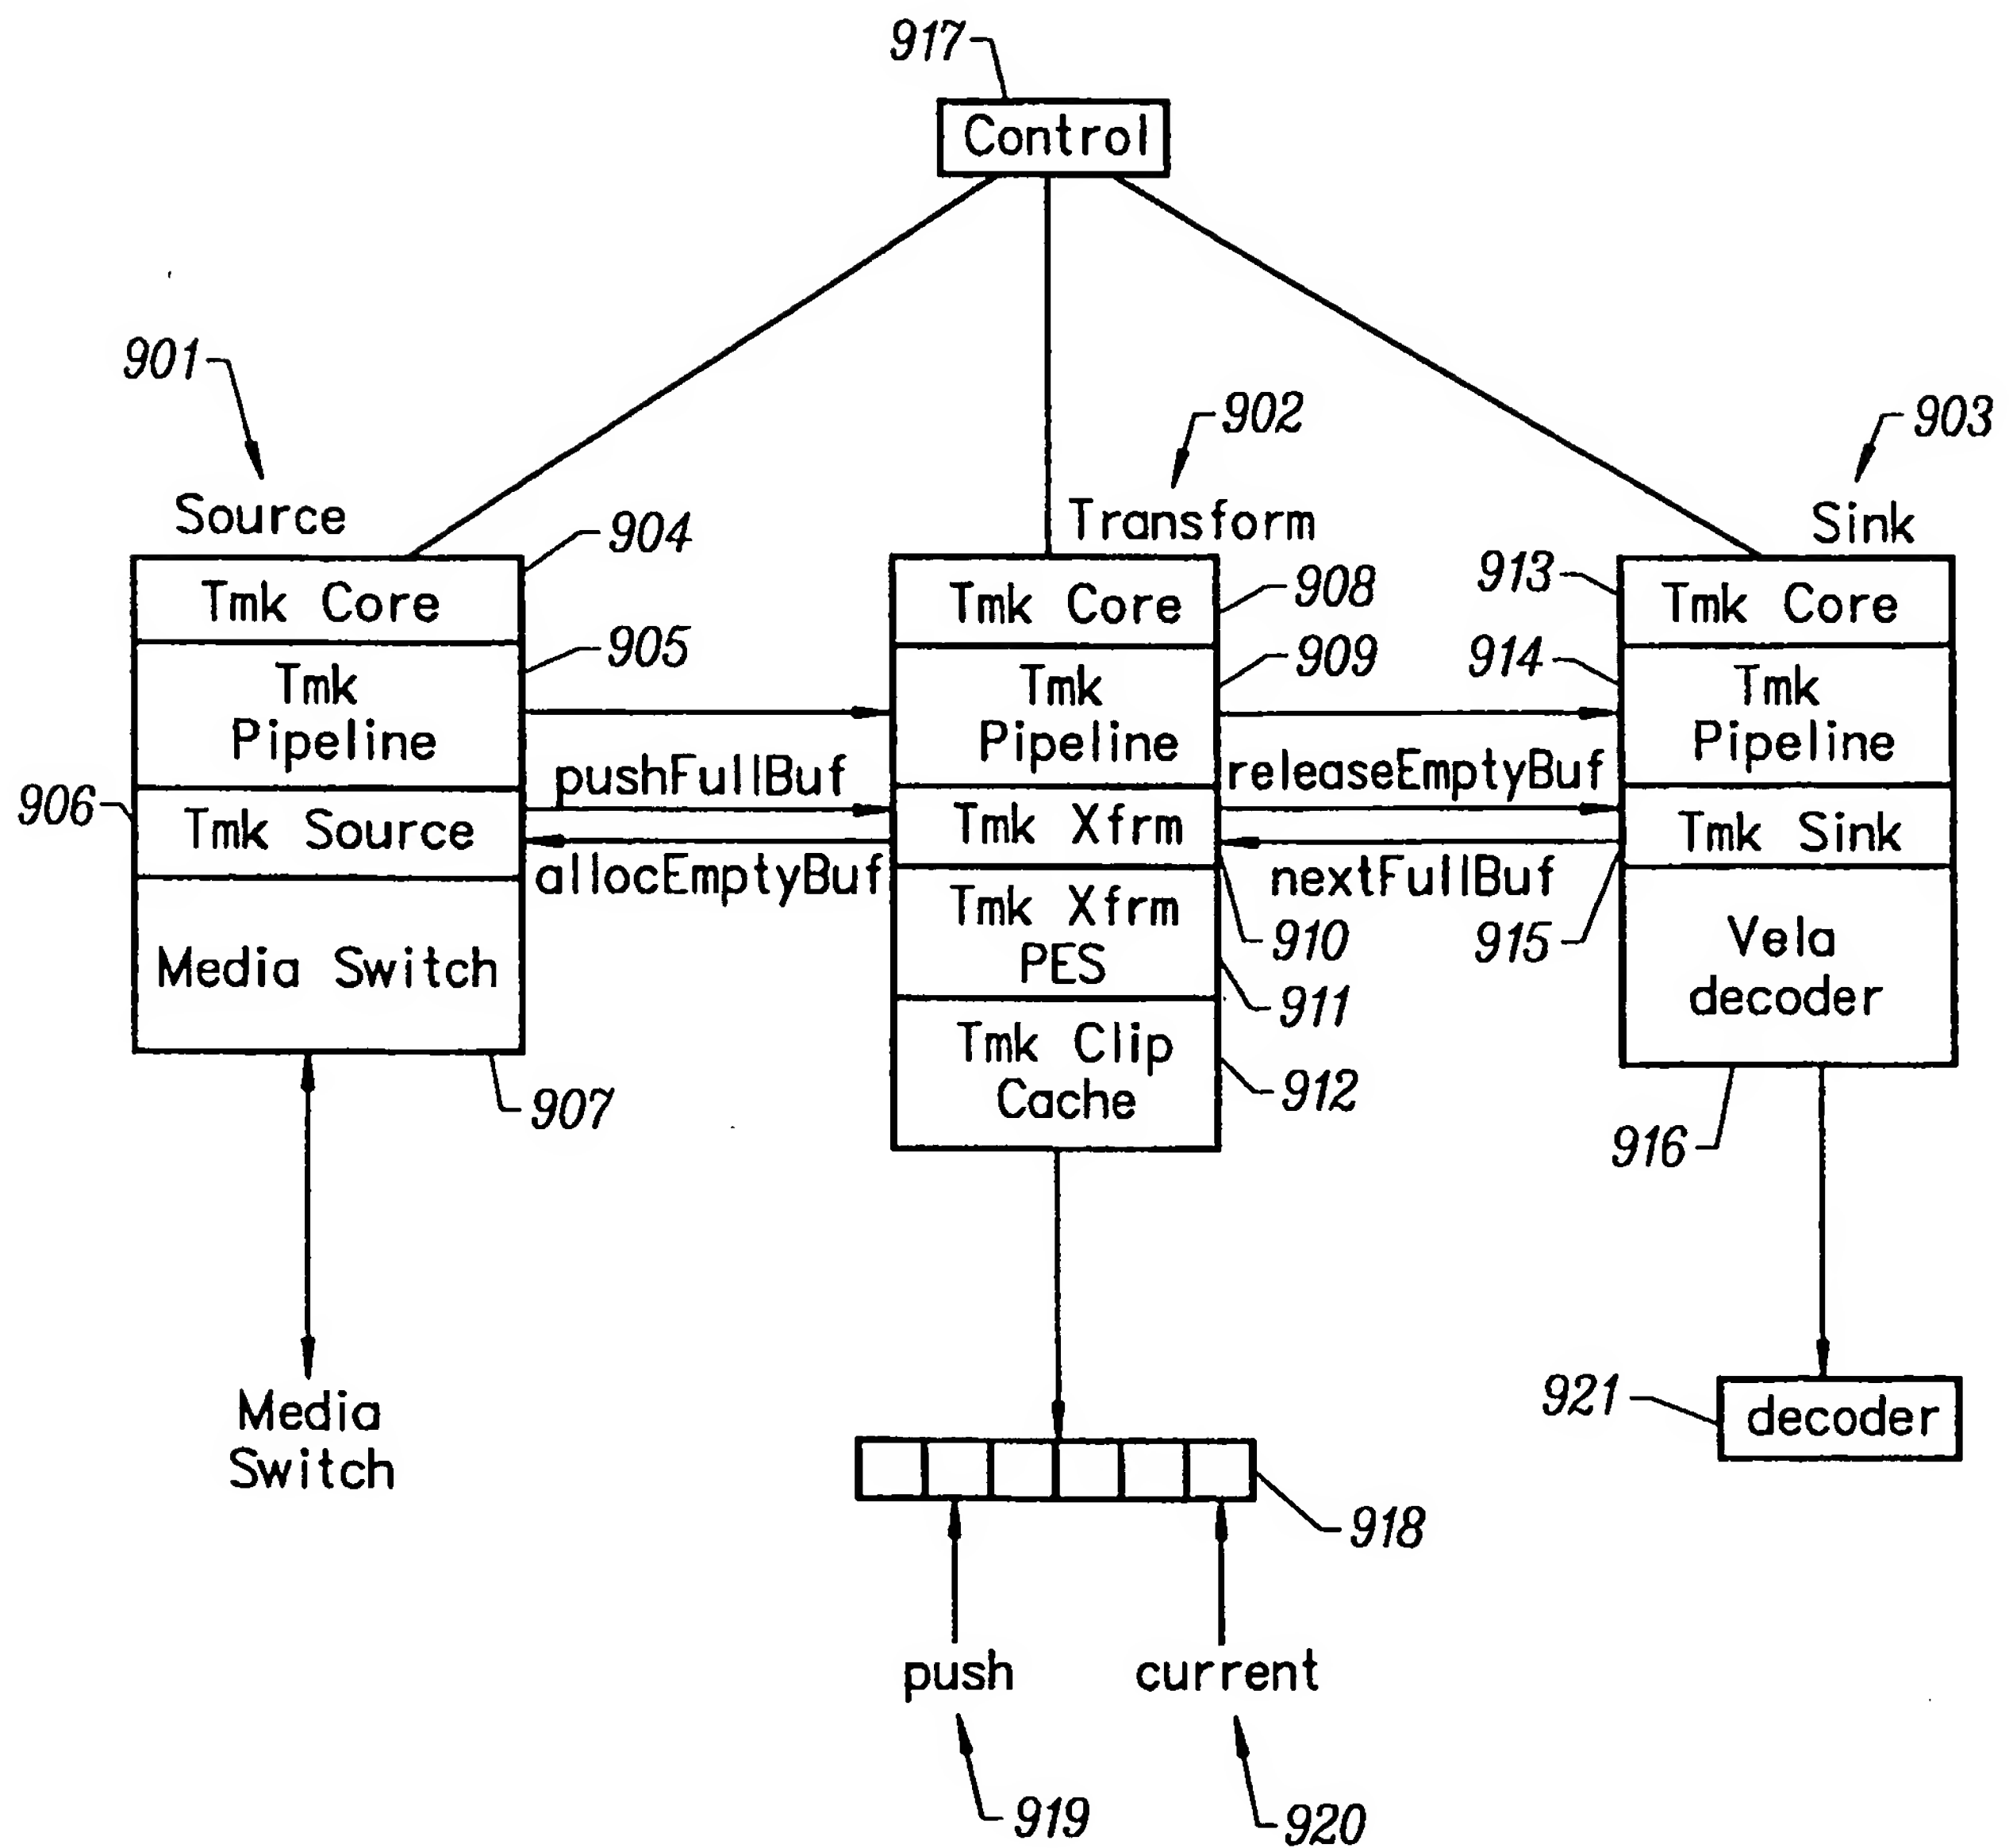 917
Control
901
902
903
Source
Transform
Sink
904
Tmk Core
905
Tmk
Pipeline
906
Tmk Source
Media Switch
907
Media
Switch
pushFullBuf
allocEmptyBuf
908
Tmk Core
909
Tmk
Pipeline
Tmk Xfrm
910
Tmk Xfrm
PES
911
Tmk Clip
Cache
912
releaseEmptyBuf
nextFullBuf
913
Tmk Core
914
Tmk
Pipeline
Tmk Sink
915
Vela
decoder
916
921
decoder
918
push
current
919
920